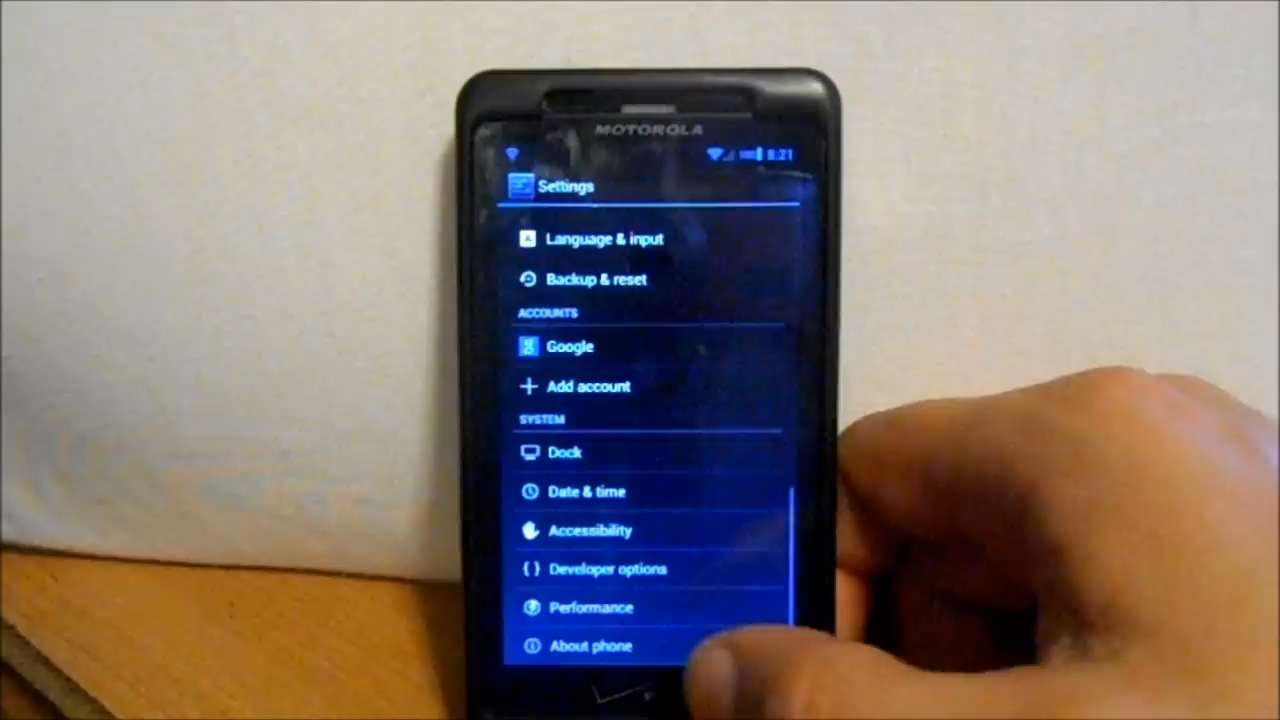 MOTOROLA
8:21
Settings
Language & input
Backup & reset
ACCOUNTS
Google
Add account
SYSTEM
Dock
Date & time
Accessibility
Developer options
Performance
About phone